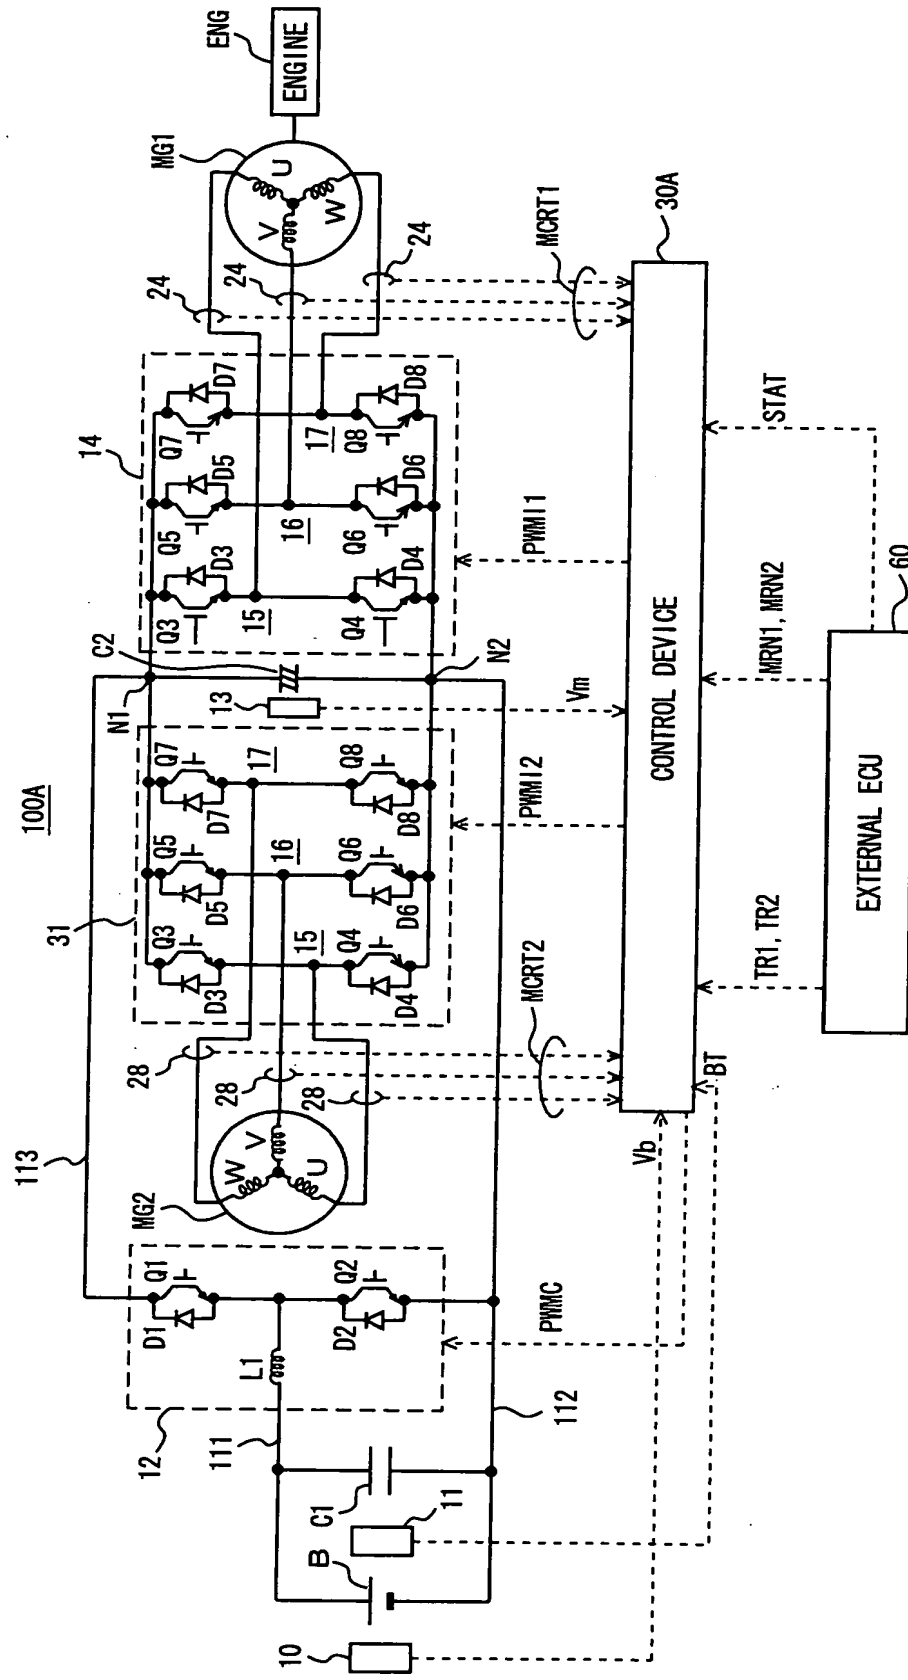 100A
113
31
N1
C2
14
MG1
ENG
ENGINE
12
D1
Q1
Q3
D3
Q5
D5
Q7
D7
Q3
D3
Q5
D5
Q7
D7
24
24
24
U
V
W
28
28
28
MG2
W
V
U
15
16
17
13
15
16
17
L1
D2
Q2
Q4
D4
Q6
D6
Q8
D8
Q4
D4
Q6
D6
Q8
D8
N2
10
B
C1
11
111
112
PWMC
MCRT2
PWMI2
Vm
PWMI1
MCRT1
30A
Vb
BT
CONTROL DEVICE
TR1, TR2
MRN1, MRN2
STAT
60
EXTERNAL ECU